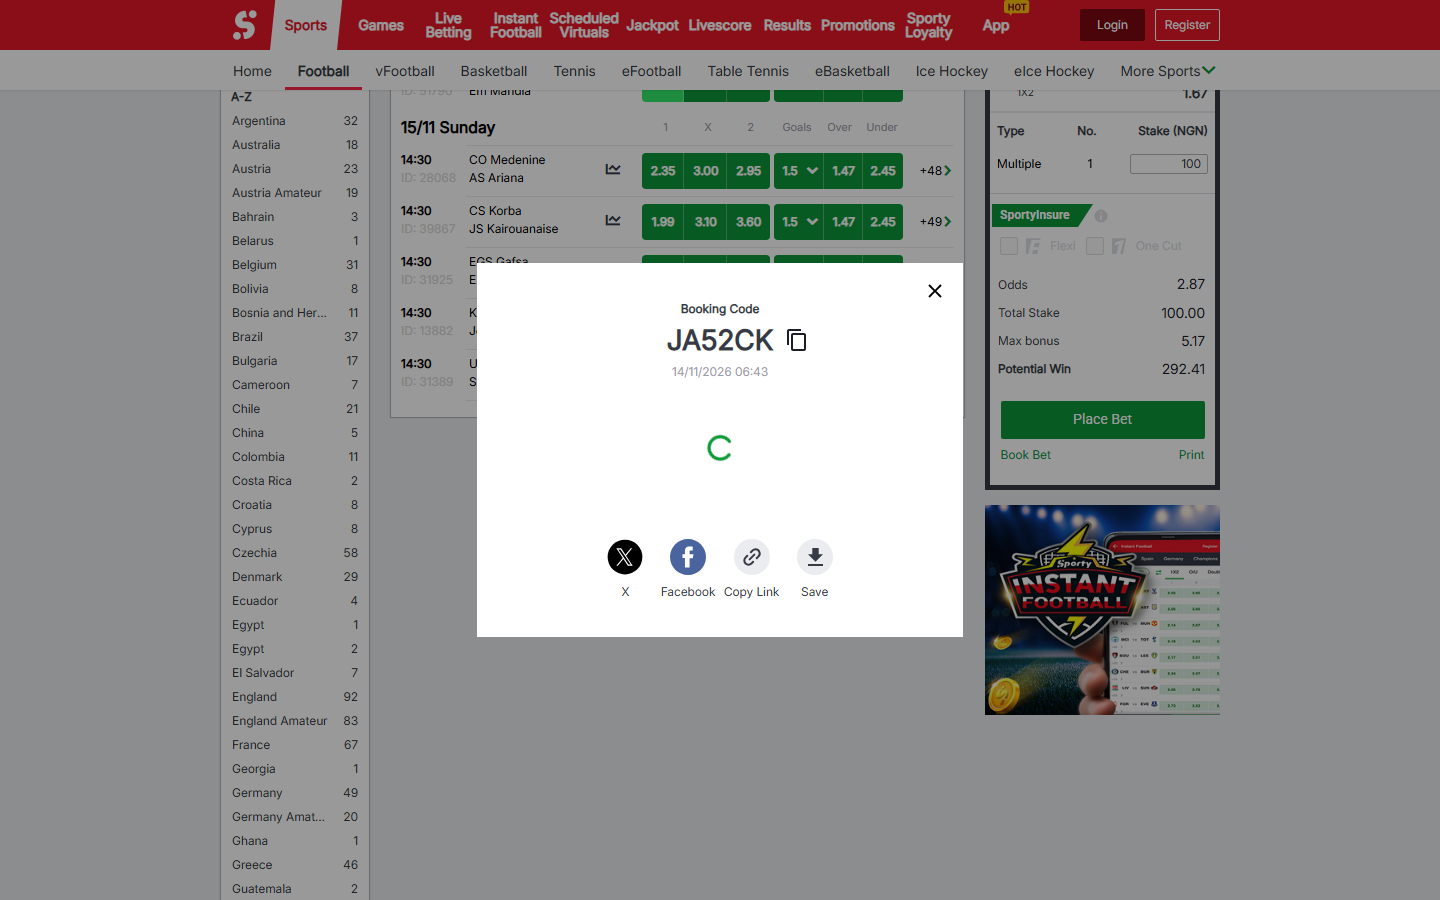 Sports
Games
Live Betting
Instant Football
Scheduled Virtuals
Jackpot
Livescore
Results
Promotions
Sporty Loyalty
App
HOT
Login
Register
Home
Football
vFootball
Basketball
Tennis
eFootball
Table Tennis
eBasketball
Ice Hockey
eIce Hockey
More Sports
A-Z
Argentina 32
Australia 18
Austria 23
Austria Amateur 19
Bahrain 3
Belarus 1
Belgium 31
Bolivia 8
Bosnia and Her... 11
Brazil 37
Bulgaria 17
Cameroon 7
Chile 21
China 5
Colombia 11
Costa Rica 2
Croatia 8
Cyprus 8
Czechia 58
Denmark 29
Ecuador 4
Egypt 1
Egypt 2
El Salvador 7
England 92
England Amateur 83
France 67
Georgia 1
Germany 49
Germany Amat... 20
Ghana 1
Greece 46
Guatemala 2
ID: 51790 Em Mahdia
15/11 Sunday 1 X 2 Goals Over Under
14:30 CO Medenine
ID: 28068 AS Ariana
2.35 3.00 2.95 1.5 1.47 2.45 +48
14:30 CS Korba
ID: 39867 JS Kairouanaise
1.99 3.10 3.60 1.5 1.47 2.45 +49
14:30 EGS Gafsa
ID: 31925 E
14:30 K
ID: 13882 Je
14:30 U
ID: 31389 S
Booking Code
JA52CK
14/11/2026 06:43
X
Facebook
Copy Link
Save
1X2 1.67
Type No. Stake (NGN)
Multiple 1 100
SportyInsure
Flexi
One Cut
Odds 2.87
Total Stake 100.00
Max bonus 5.17
Potential Win 292.41
Place Bet
Book Bet Print
Sporty
INSTANT
FOOTBALL